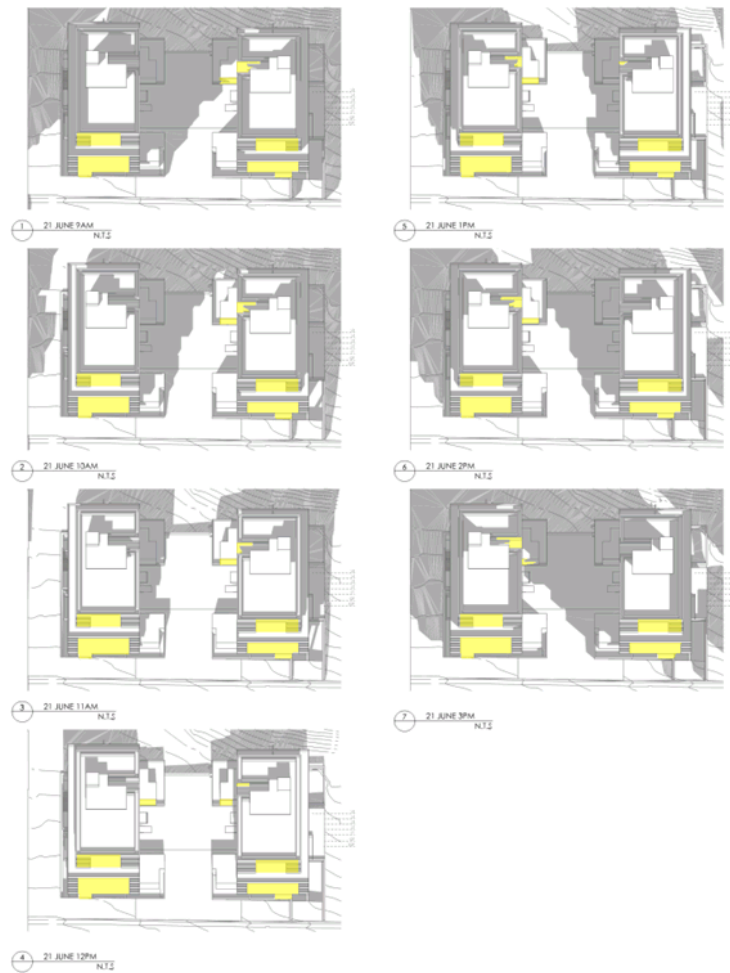 1 21 JUNE 9AM
N.T.S
2 21 JUNE 10AM
N.T.S
3 21 JUNE 11AM
N.T.S
4 21 JUNE 12PM
N.T.S
5 21 JUNE 1PM
N.T.S
6 21 JUNE 2PM
N.T.S
7 21 JUNE 3PM
N.T.S